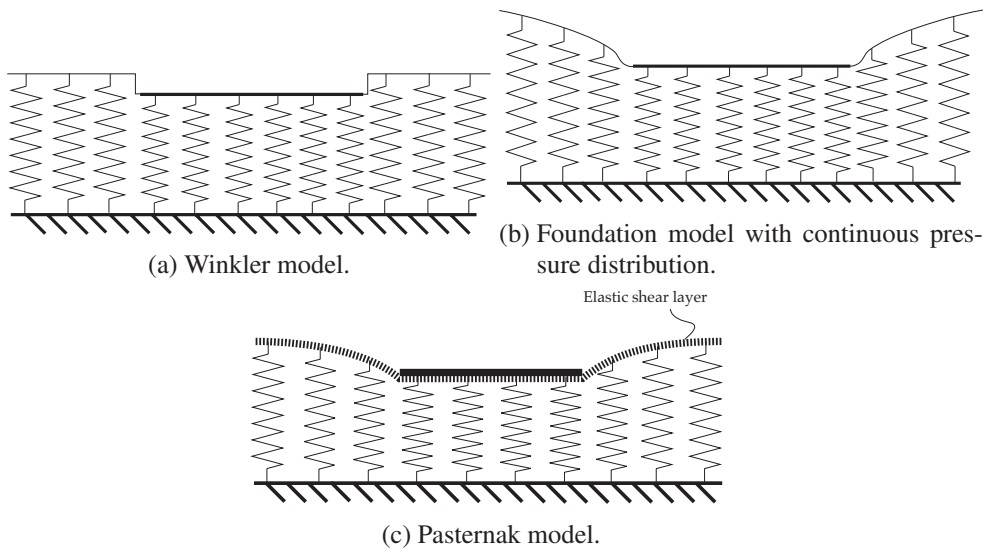 (a) Winkler model.
(b) Foundation model with continuous pres-
sure distribution.
Elastic shear layer
(c) Pasternak model.